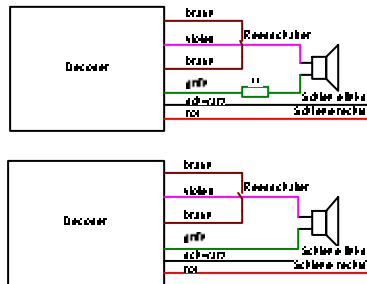 braun
violett
Reedschalter
braun
Decoder
grün
schwarz
Schiene links
rot
Schiene rechts
braun
violett
Reedschalter
braun
Decoder
grün
schwarz
Schiene links
rot
Schiene rechts